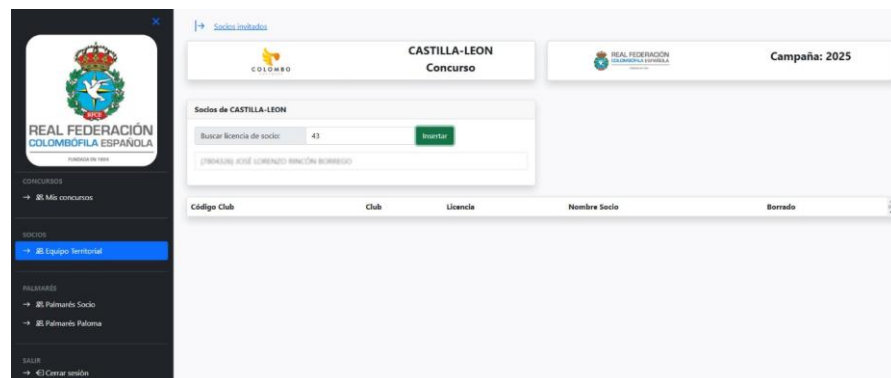 ×
RFCE
REAL FEDERACIÓN
COLOMBÓFILA ESPAÑOLA
FUNDADA EN 1894
CONCURSOS
→ Mis concursos
SOCIOS
→ Equipo Territorial
PALMARÉS
→ Palmarés Socio
→ Palmarés Paloma
SALIR
→ Cerrar sesión
Socios invitados
COLOMBO
CASTILLA-LEON
Concurso
REAL FEDERACIÓN
COLOMBÓFILA ESPAÑOLA
Campaña: 2025
Socios de CASTILLA-LEON
Buscar licencia de socio: 43 Insertar
JOSÉ LORENZO RINCÓN BORREGO
Código Club Club Licencia Nombre Socio Borrado